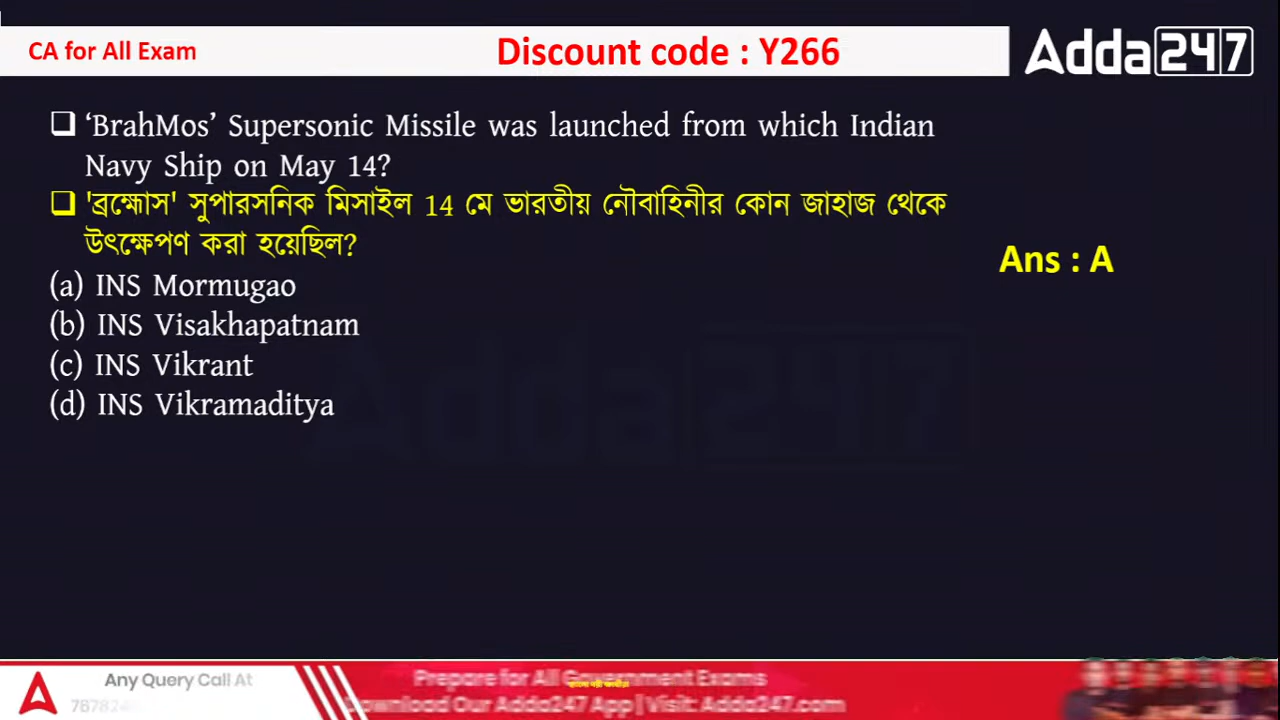 CA for All Exam
Discount code : Y266
Adda247
❑ ‘BrahMos’ Supersonic Missile was launched from which Indian
Navy Ship on May 14?
❑ 'ব্রহ্মোস' সুপারসনিক মিসাইল 14 মে ভারতীয় নৌবাহিনীর কোন জাহাজ থেকে
উৎক্ষেপণ করা হয়েছিল?
Ans : A
(a) INS Mormugao
(b) INS Visakhapatnam
(c) INS Vikrant
(d) INS Vikramaditya
Any Query Call At
Prepare for All Government Exams
Download Our Adda247 App | Visit: Adda247.com